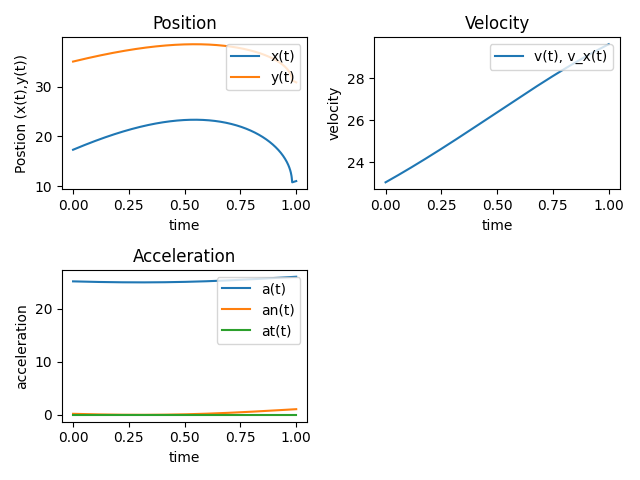 Position
Postion (x(t),y(t))
30
20
10
x(t)
y(t)
0.00 0.25 0.50 0.75 1.00
time
Velocity
velocity
28
26
24
v(t), v_x(t)
0.00 0.25 0.50 0.75 1.00
time
Acceleration
acceleration
20
10
0
a(t)
an(t)
at(t)
0.00 0.25 0.50 0.75 1.00
time